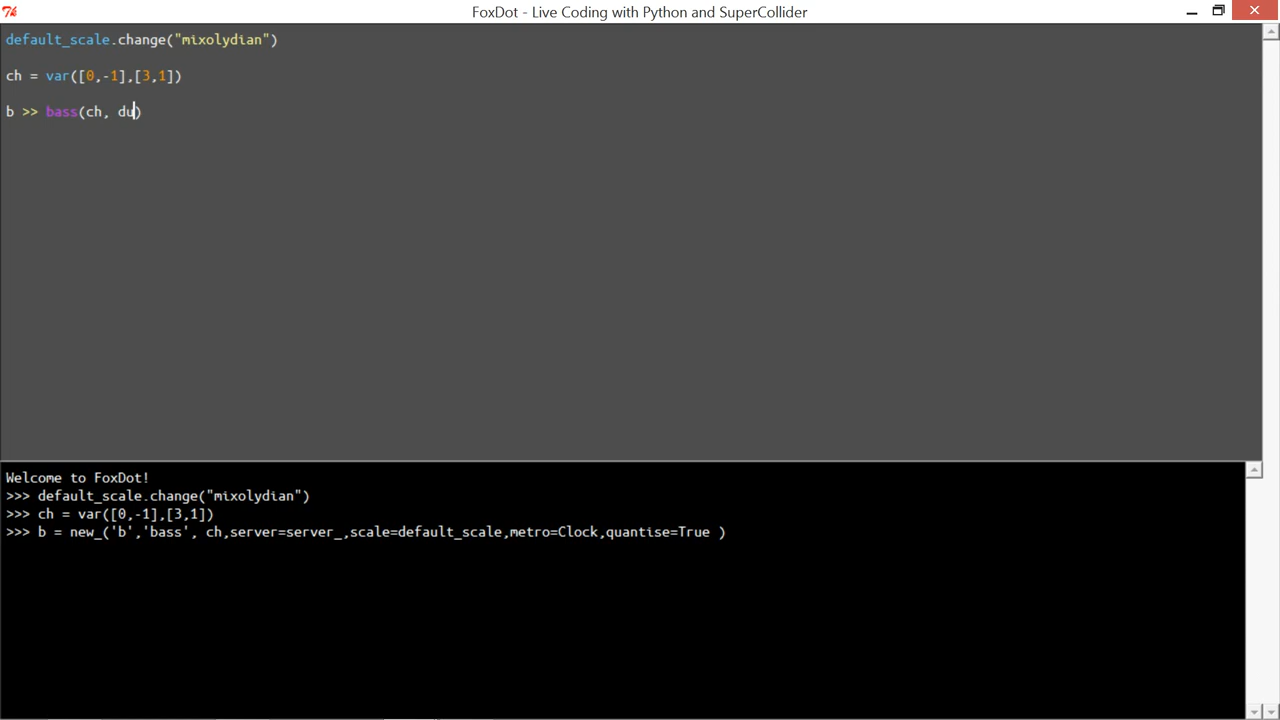 FoxDot - Live Coding with Python and SuperCollider
default_scale.change("mixolydian")
ch = var([0,-1],[3,1])
b >> bass(ch, du)
Welcome to FoxDot!
>>> default_scale.change("mixolydian")
>>> ch = var([0,-1],[3,1])
>>> b = new_('b','bass', ch,server=server_,scale=default_scale,metro=Clock,quantise=True )